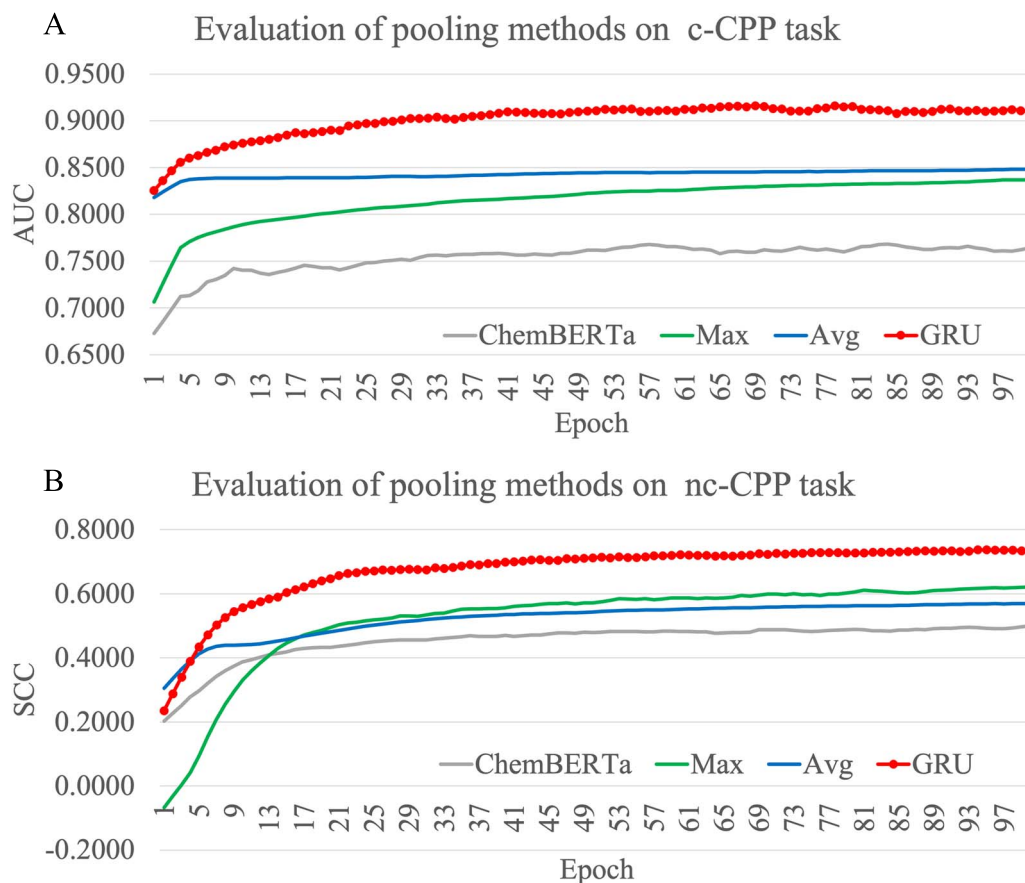 A
Evaluation of pooling methods on c-CPP task
0.9500
0.9000
0.8500
0.8000
0.7500
0.7000
0.6500
AUC
ChemBERTa Max Avg GRU
1 5 9 13 17 21 25 29 33 37 41 45 49 53 57 61 65 69 73 77 81 85 89 93 97
Epoch
B
Evaluation of pooling methods on nc-CPP task
0.8000
0.6000
0.4000
0.2000
0.0000
-0.2000
SCC
ChemBERTa Max Avg GRU
1 5 9 13 17 21 25 29 33 37 41 45 49 53 57 61 65 69 73 77 81 85 89 93 97
Epoch